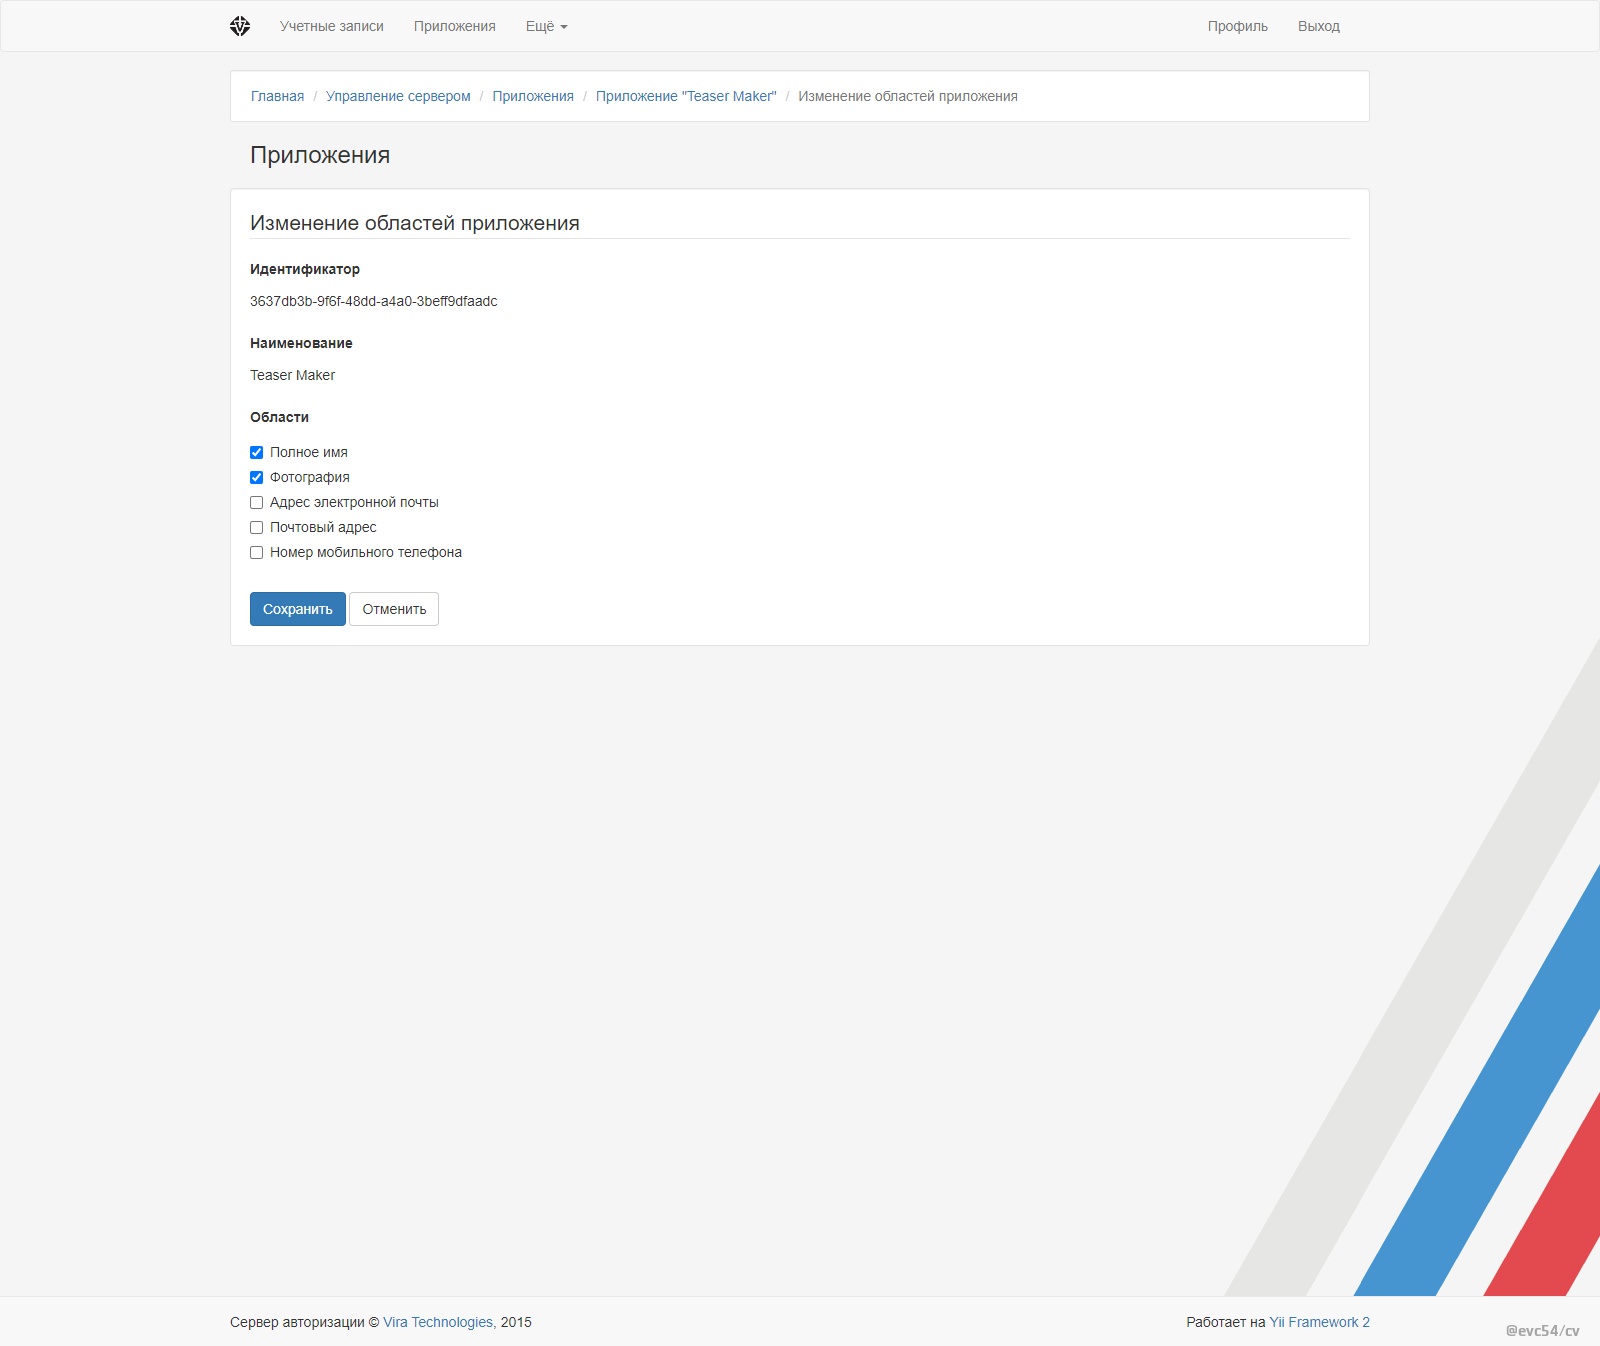 Учетные записи Приложения Ещё Профиль Выход
Главная / Управление сервером / Приложения / Приложение "Teaser Maker" / Изменение областей приложения
Приложения
Изменение областей приложения
Идентификатор
3637db3b-9f6f-48dd-a4a0-3beff9dfaadc
Наименование
Teaser Maker
Области
Полное имя
Фотография
Адрес электронной почты
Почтовый адрес
Номер мобильного телефона
Сохранить Отменить
Сервер авторизации © Vira Technologies, 2015 Работает на Yii Framework 2
@evc54/cv